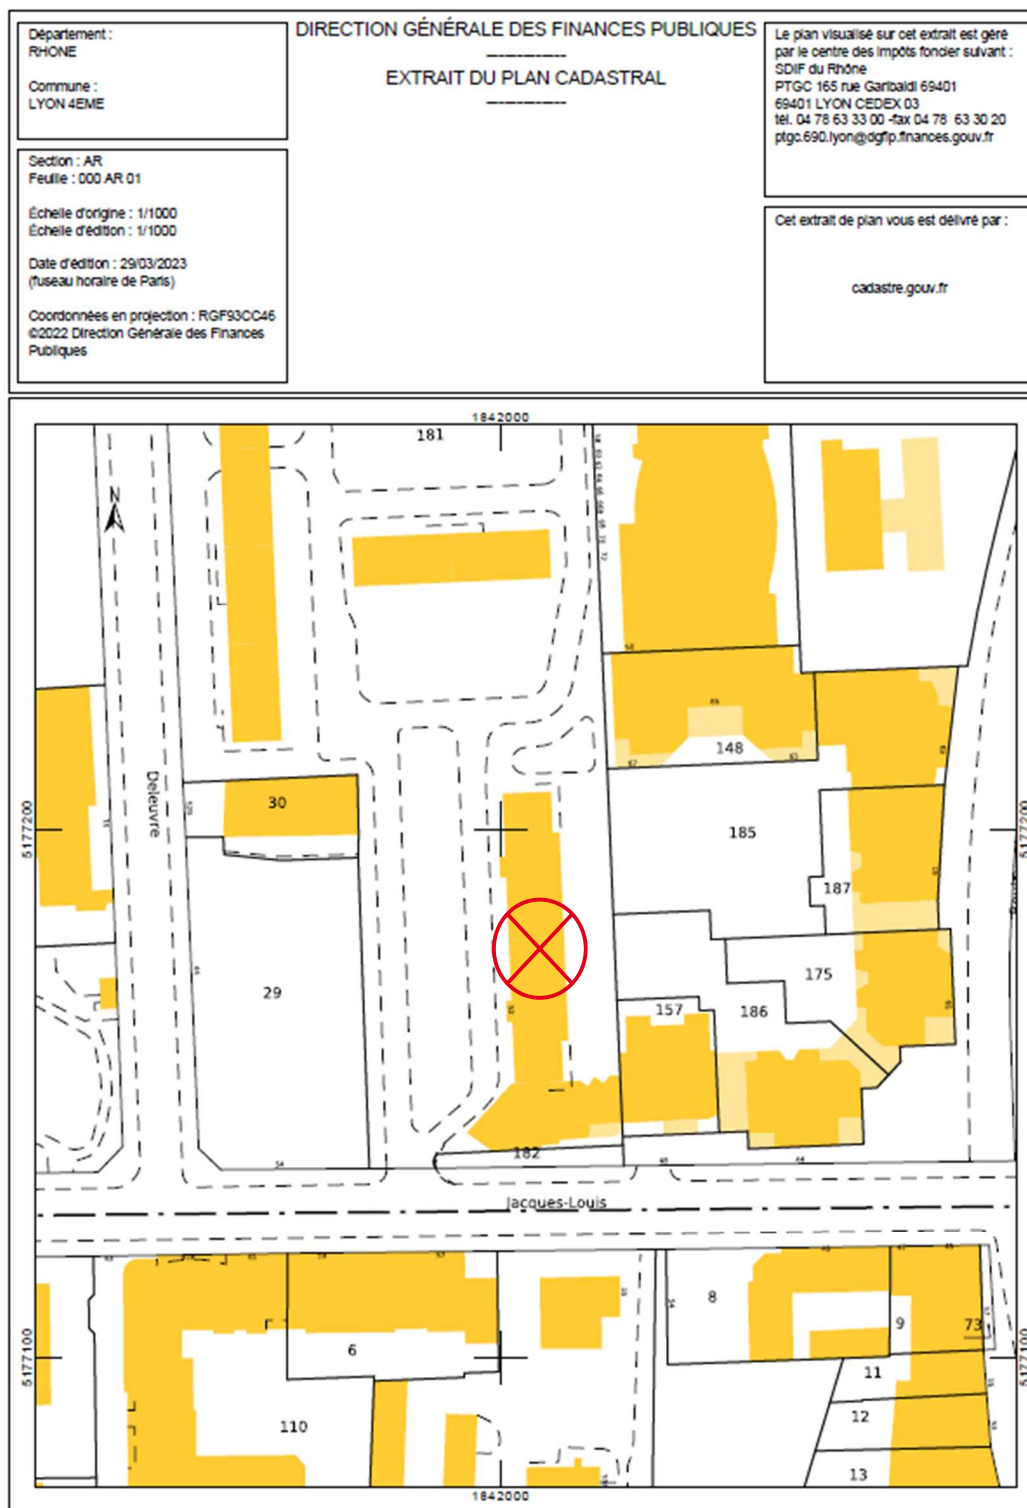 Département :
RHONE
Commune :
LYON 4EME
Section : AR
Feuille : 000 AR 01
Échelle d'origine : 1/1000
Échelle d'édition : 1/1000
Date d'édition : 29/03/2023
(fuseau horaire de Paris)
Coordonnées en projection : RGF93CC46
©2022 Direction Générale des Finances
Publiques
DIRECTION GÉNÉRALE DES FINANCES PUBLIQUES
EXTRAIT DU PLAN CADASTRAL
Le plan visualisé sur cet extrait est géré
par le centre des impôts foncier suivant :
SDIF du Rhône
PTGC 165 rue Garibaldi 69401
69401 LYON CEDEX 03
tél. 04 78 63 33 00 -fax 04 78 63 30 20
ptgc.690.lyon@dgfip.finances.gouv.fr
Cet extrait de plan vous est délivré par :
cadastre.gouv.fr
1842000
181
N
148
Deleuvre
30
5177200
5177200
185
187
29
175
157
186
182
Jacques-Louis
8
9
73
6
5177100
5177100
11
12
110
13
1842000